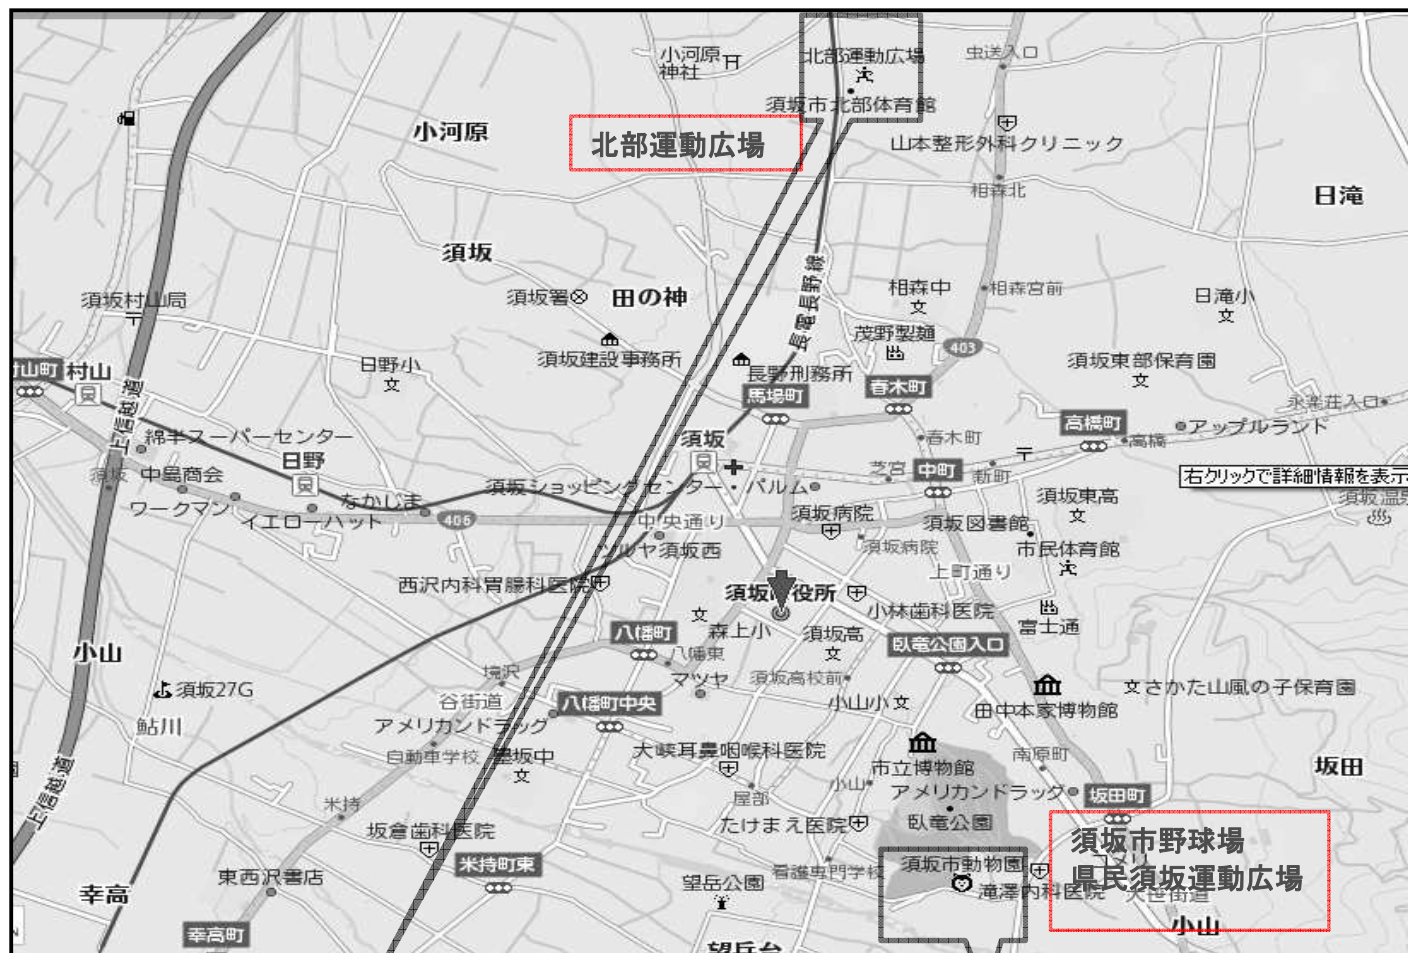 小河原
神社
北部運動広場
虫送入口
須坂市北部体育館
小河原
北部運動広場
山本整形外科クリニック
相森北
日滝
須坂
須坂署
田の神
長電長野線
相森中
相森宮前
日滝小
須坂村山局
須坂建設事務所
茂野製麺
403
須坂東部保育園
村山町
村山
日野小
長野刑務所
馬場町
春木町
永楽荘入口
上信越道
高橋町
高橋
アップルランド
綿半スーパーセンター
須坂
春木町
日野
中島商会
須坂
芝宮
中町
新町
右クリックで詳細情報を表示
ワークマン
イエローハット
なかじま
須坂ショッピングセンター・パルム
須坂東高
須坂温泉
406
中央通り
須坂病院
須坂図書館
ツルヤ須坂西
須坂病院
市民体育館
西沢内科胃腸科医院
上町通り
須坂市役所
小林歯科医院
富士通
小山
八幡町
森上小
須坂高
臥竜公園入口
八幡東
境沢
須坂27G
マツヤ
須坂高校前
谷街道
八幡町中央
小山小
さかた山風の子保育園
田中本家博物館
鮎川
アメリカンドラッグ
自動車学校
墨坂中
大峡耳鼻咽喉科医院
市立博物館
南原町
坂田
上信越道
米持
屋部
小山
アメリカンドラッグ
坂田町
坂倉歯科医院
たけまえ医院
臥竜公園
須坂市野球場
県民須坂運動広場
米持町東
看護専門学校
須坂市動物園
滝澤内科医院
大世街道
幸高
東西沢書店
望岳公園
小山
幸高町
望岳台